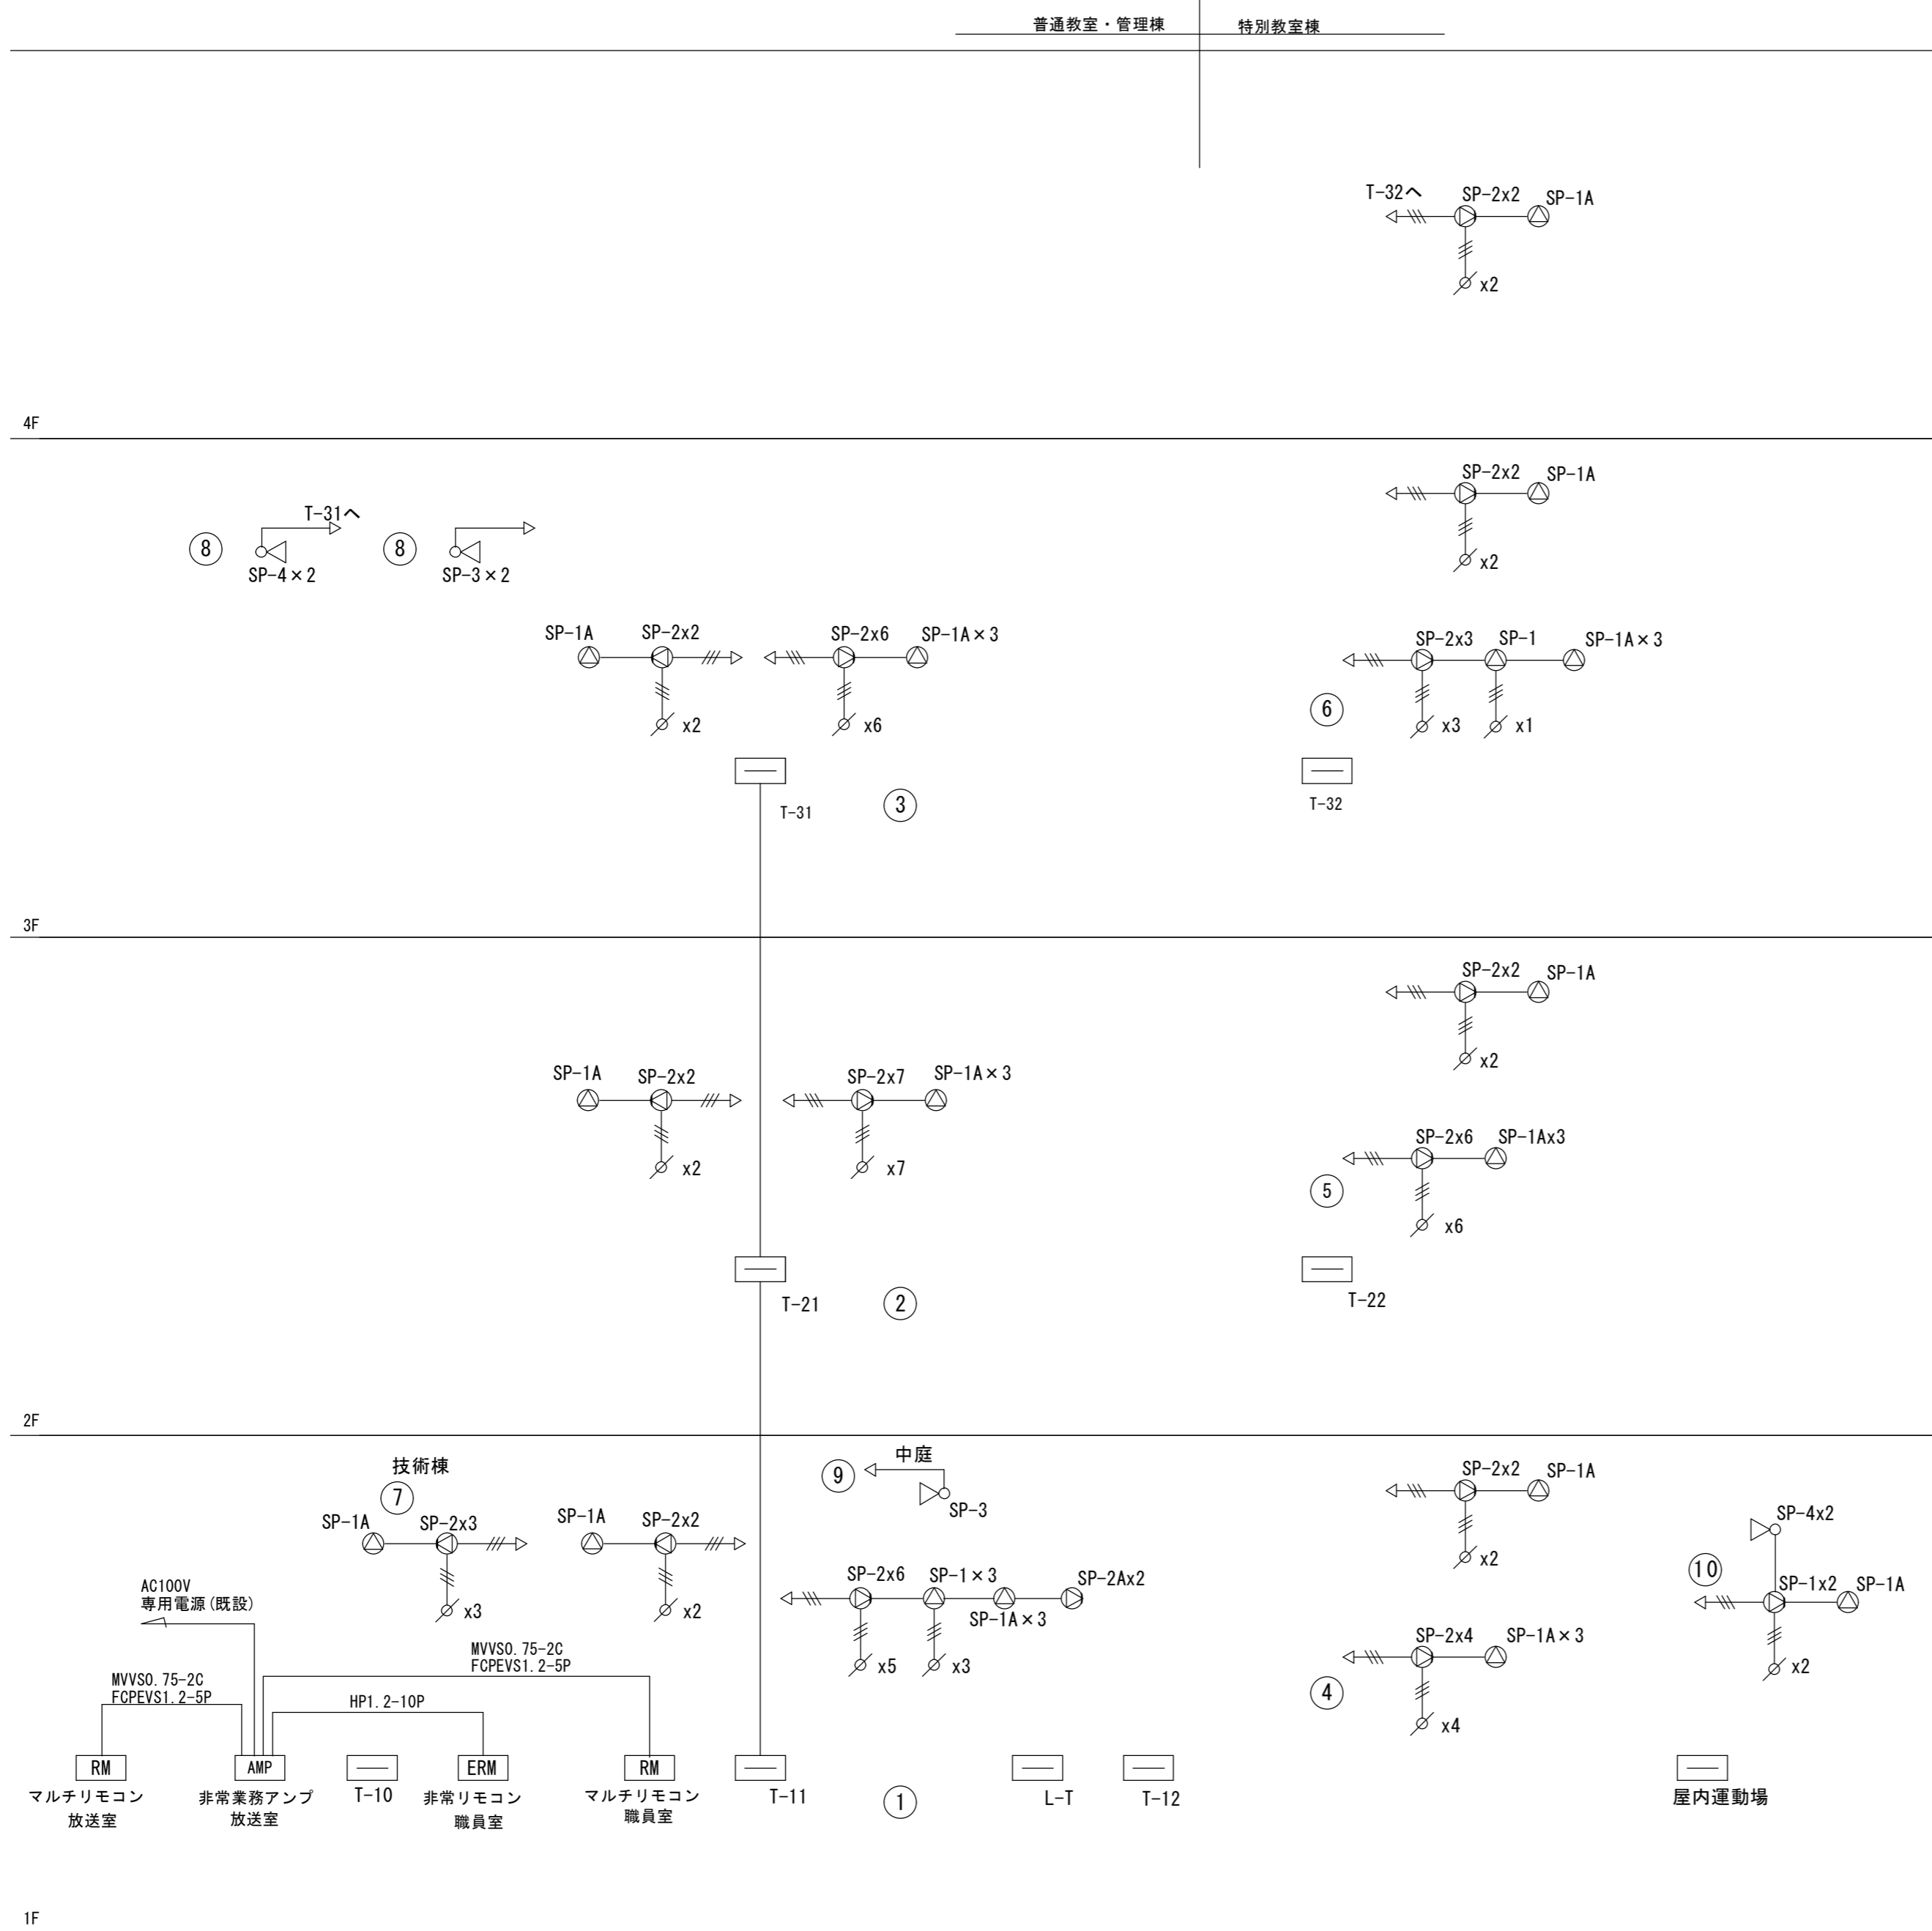 普通教室・管理棟
特別教室棟
T-32へ
SP-2x2
SP-1A
x2
4F
SP-2x2
SP-1A
x2
T-31へ
8
SP-4×2
8
SP-3×2
SP-1A
SP-2x2
x2
SP-2x6
SP-1A×3
x6
SP-2x3
SP-1
SP-1A×3
x3
x1
6
T-31
3
T-32
3F
SP-2x2
SP-1A
x2
SP-1A
SP-2x2
x2
SP-2x7
SP-1A×3
x7
SP-2x6
SP-1Ax3
x6
5
T-21
2
T-22
2F
技術棟
7
SP-1A
SP-2x3
x3
SP-1A
SP-2x2
x2
中庭
9
SP-3
SP-2x6
SP-1×3
SP-1A×3
SP-2Ax2
x5
x3
SP-2x2
SP-1A
x2
SP-4x2
10
SP-1x2
SP-1A
x2
SP-2x4
SP-1A×3
x4
4
AC100V
専用電源(既設)
MVVS0.75-2C
FCPEVS1.2-5P
MVVS0.75-2C
FCPEVS1.2-5P
HP1.2-10P
RM
マルチリモコン
放送室
AMP
非常業務アンプ
放送室
T-10
ERM
非常リモコン
職員室
RM
マルチリモコン
職員室
T-11
1
L-T
T-12
屋内運動場
1F